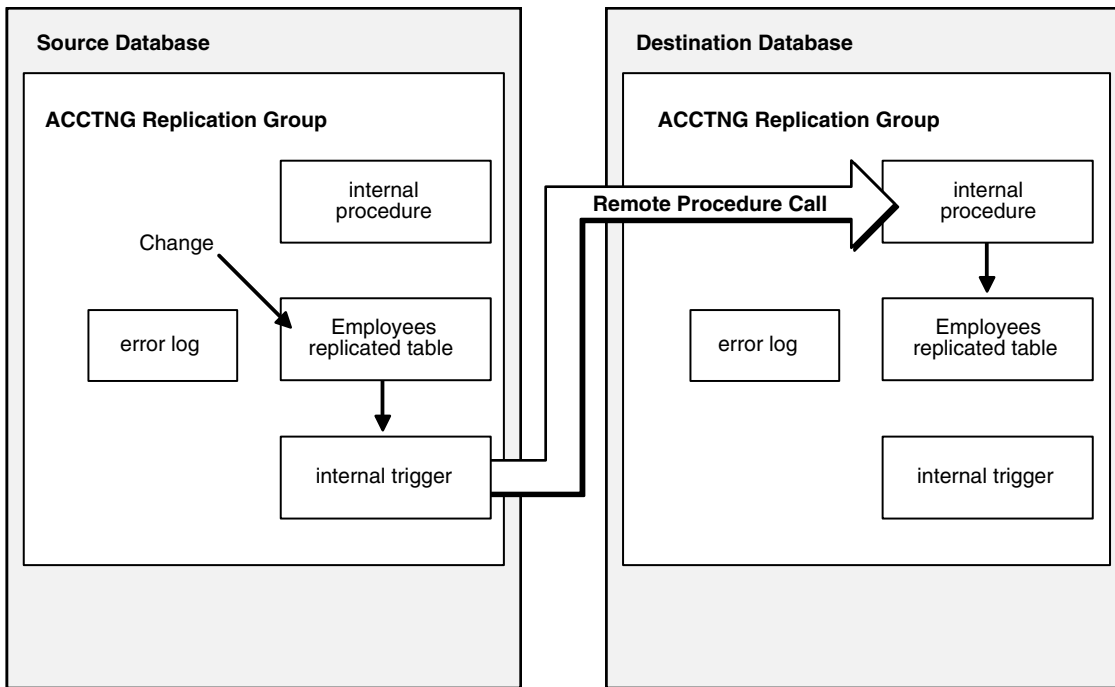 Source Database
ACCTNG Replication Group
internal
procedure
Change
error log
Employees
replicated table
internal trigger
Remote Procedure Call
Destination Database
ACCTNG Replication Group
internal
procedure
error log
Employees
replicated table
internal trigger